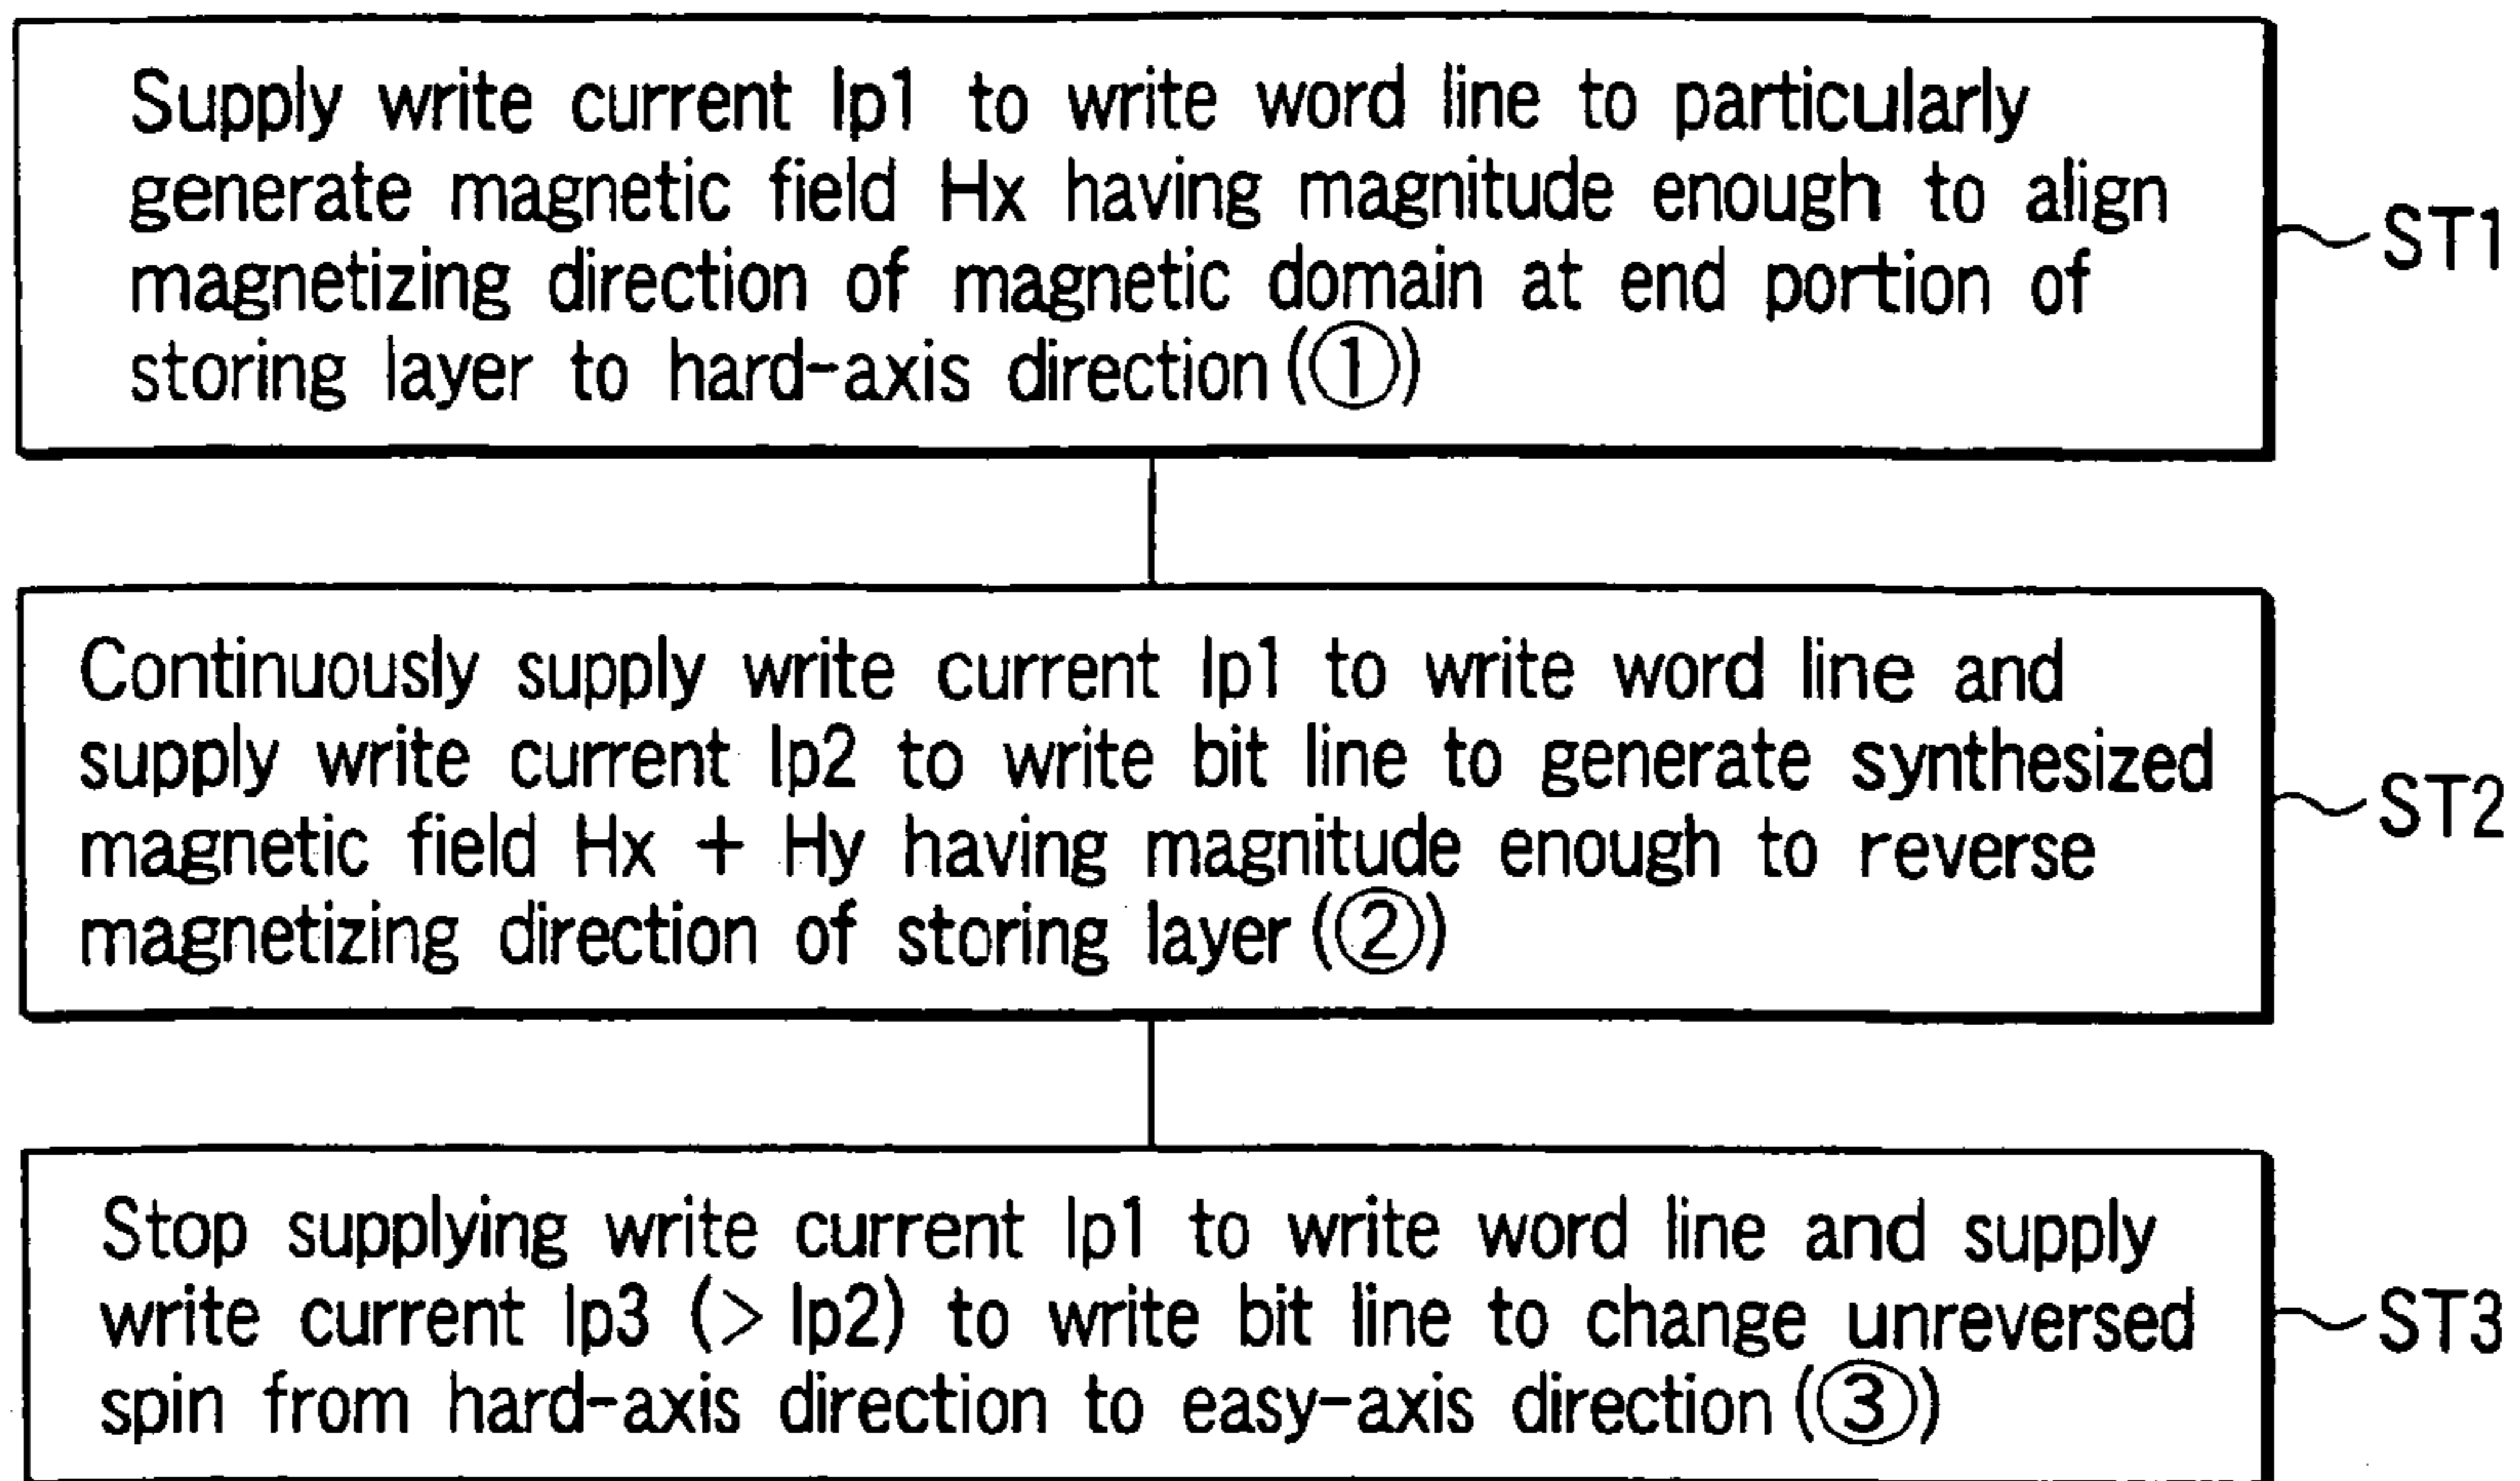 Supply write current Ip1 to write word line to particularly
generate magnetic field Hx having magnitude enough to align
magnetizing direction of magnetic domain at end portion of
storing layer to hard-axis direction (①)
ST1
Continuously supply write current Ip1 to write word line and
supply write current Ip2 to write bit line to generate synthesized
magnetic field Hx + Hy having magnitude enough to reverse
magnetizing direction of storing layer (②)
ST2
Stop supplying write current Ip1 to write word line and supply
write current Ip3 (> Ip2) to write bit line to change unreversed
spin from hard-axis direction to easy-axis direction (③)
ST3